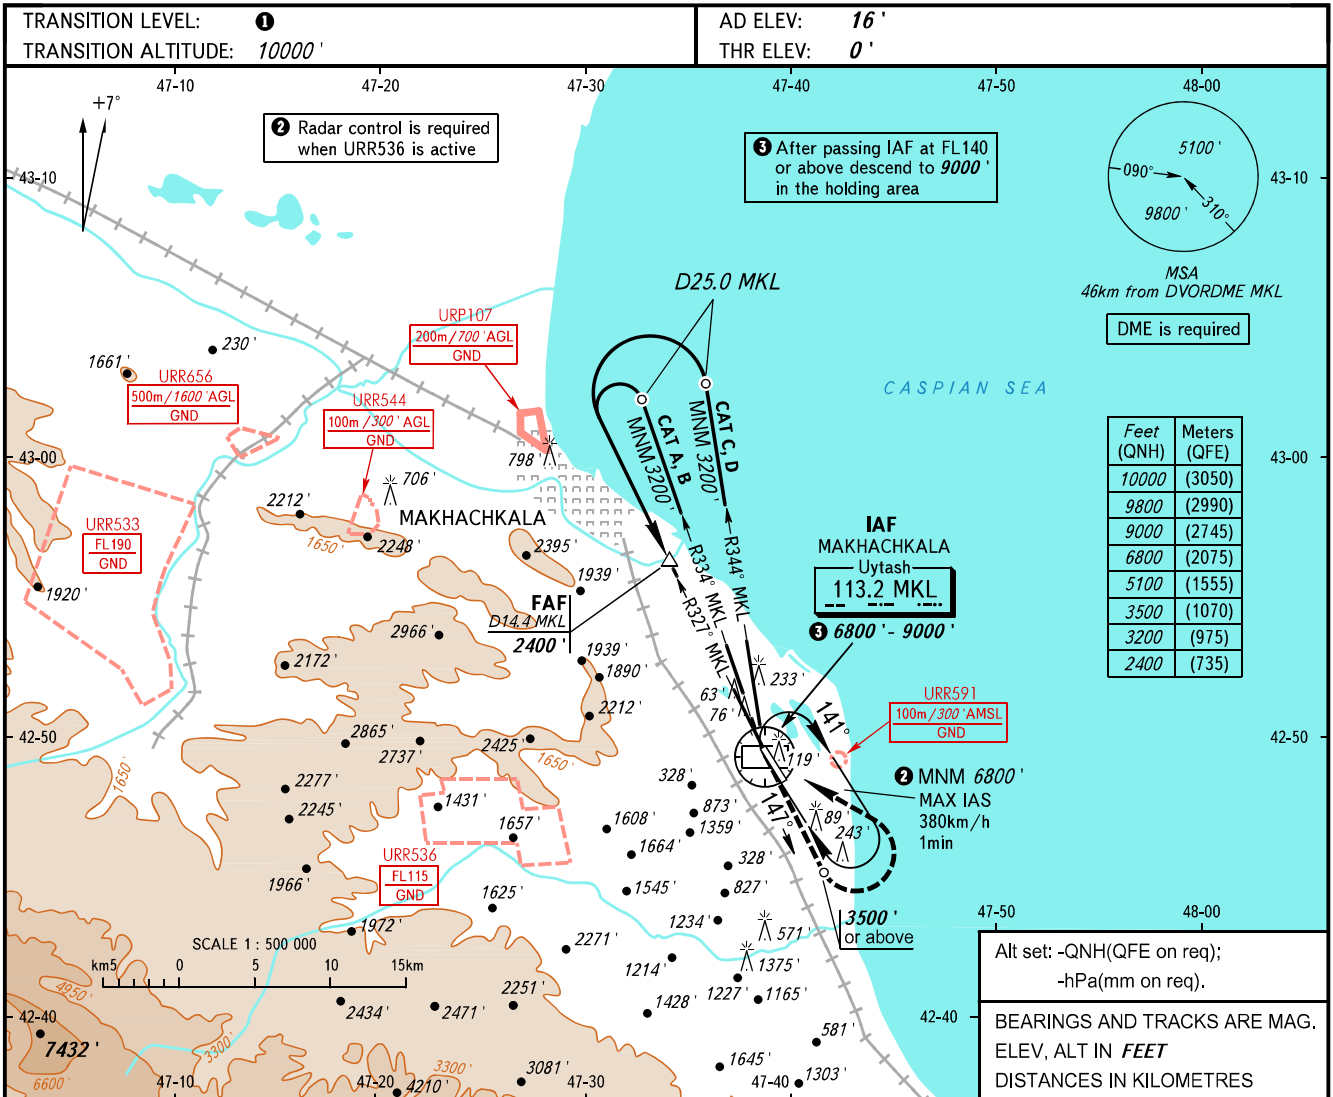 TRANSITION LEVEL: 1
TRANSITION ALTITUDE: 10000 '
AD ELEV: 16 '
THR ELEV: 0 '
47-10
47-20
47-30
47-40
47-50
48-00
+7°
2 Radar control is required
when URR536 is active
3 After passing IAF at FL140
or above descend to 9000 '
in the holding area
5100 '
090°
9800 '
310°
MSA
46km from DVORDME MKL
DME is required
43-10
43-10
D25.0 MKL
URP107
200m/700 'AGL
GND
230 '
1661 '
URR656
500m/1600 'AGL
GND
URR544
100m/300 'AGL
GND
CASPIAN SEA
CAT A, B
MNM 3200'
CAT C, D
MNM 3200'
Feet
(QNH)
Meters
(QFE)
10000 (3050)
9800 (2990)
9000 (2745)
6800 (2075)
5100 (1555)
3500 (1070)
3200 (975)
2400 (735)
43-00
43-00
798 '
706 '
2212 '
MAKHACHKALA
1650 '
2248 '
2395 '
URR533
FL190
GND
1920 '
1939 '
IAF
MAKHACHKALA
Uytash
113.2 MKL
3 6800 '- 9000 '
R334° MKL
R344° MKL
R327° MKL
FAF
D14.4 MKL
2400 '
2966 '
2172 '
1939 '
1890 '
2212 '
233 '
63 '
76 '
URR591
100m/300 'AMSL
GND
141°
42-50
42-50
2865 '
2737 '
2425 '
1650 '
1650 '
119 '
147°
2 MNM 6800 '
MAX IAS
380km/h
1min
2277 '
2245 '
1431 '
1657 '
328 '
873 '
1359 '
1608 '
1664 '
89 '
243 '
1966 '
URR536
FL115
GND
328 '
827 '
1545 '
1625 '
1234 '
571 '
3500 '
or above
47-50
48-00
1972 '
2271 '
1214 '
1375 '
1227 '
1165 '
SCALE 1 : 500 000
km5 0 5 10 15km
4950 '
2434 '
2471 '
2251 '
1428 '
42-40
42-40
7432 '
3300 '
3300 '
6600 '
581 '
1645 '
1303 '
3081 '
4210 '
47-10
47-20
47-30
47-40
Alt set: -QNH(QFE on req);
-hPa(mm on req).
BEARINGS AND TRACKS ARE MAG.
ELEV, ALT IN FEET
DISTANCES IN KILOMETRES